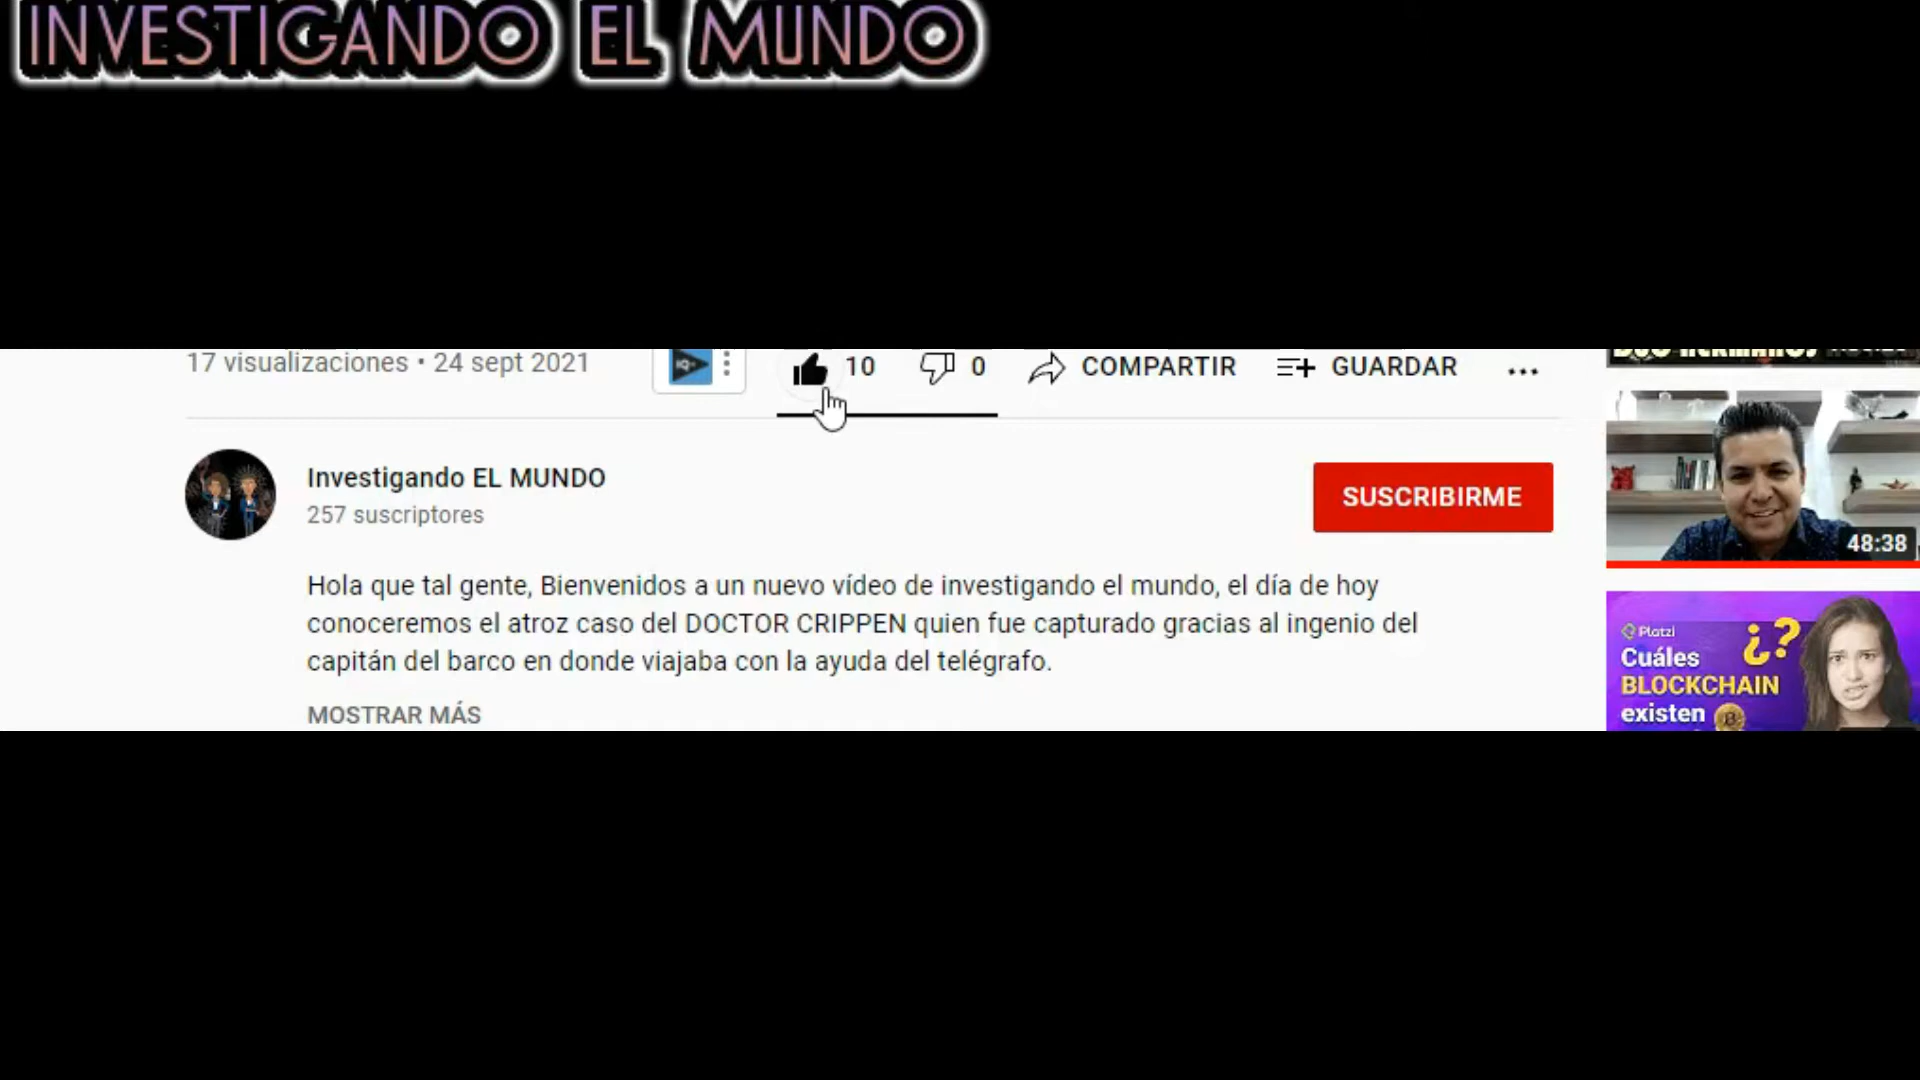 INVESTIGANDO EL MUNDO
17 visualizaciones • 24 sept 2021
10
0
COMPARTIR
GUARDAR
Investigando EL MUNDO
257 suscriptores
SUSCRIBIRME
Hola que tal gente, Bienvenidos a un nuevo vídeo de investigando el mundo, el día de hoy
conoceremos el atroz caso del DOCTOR CRIPPEN quien fue capturado gracias al ingenio del
capitán del barco en donde viajaba con la ayuda del telégrafo.
MOSTRAR MÁS
48:38
Platzi
Cuáles
BLOCKCHAIN
existen
¿?